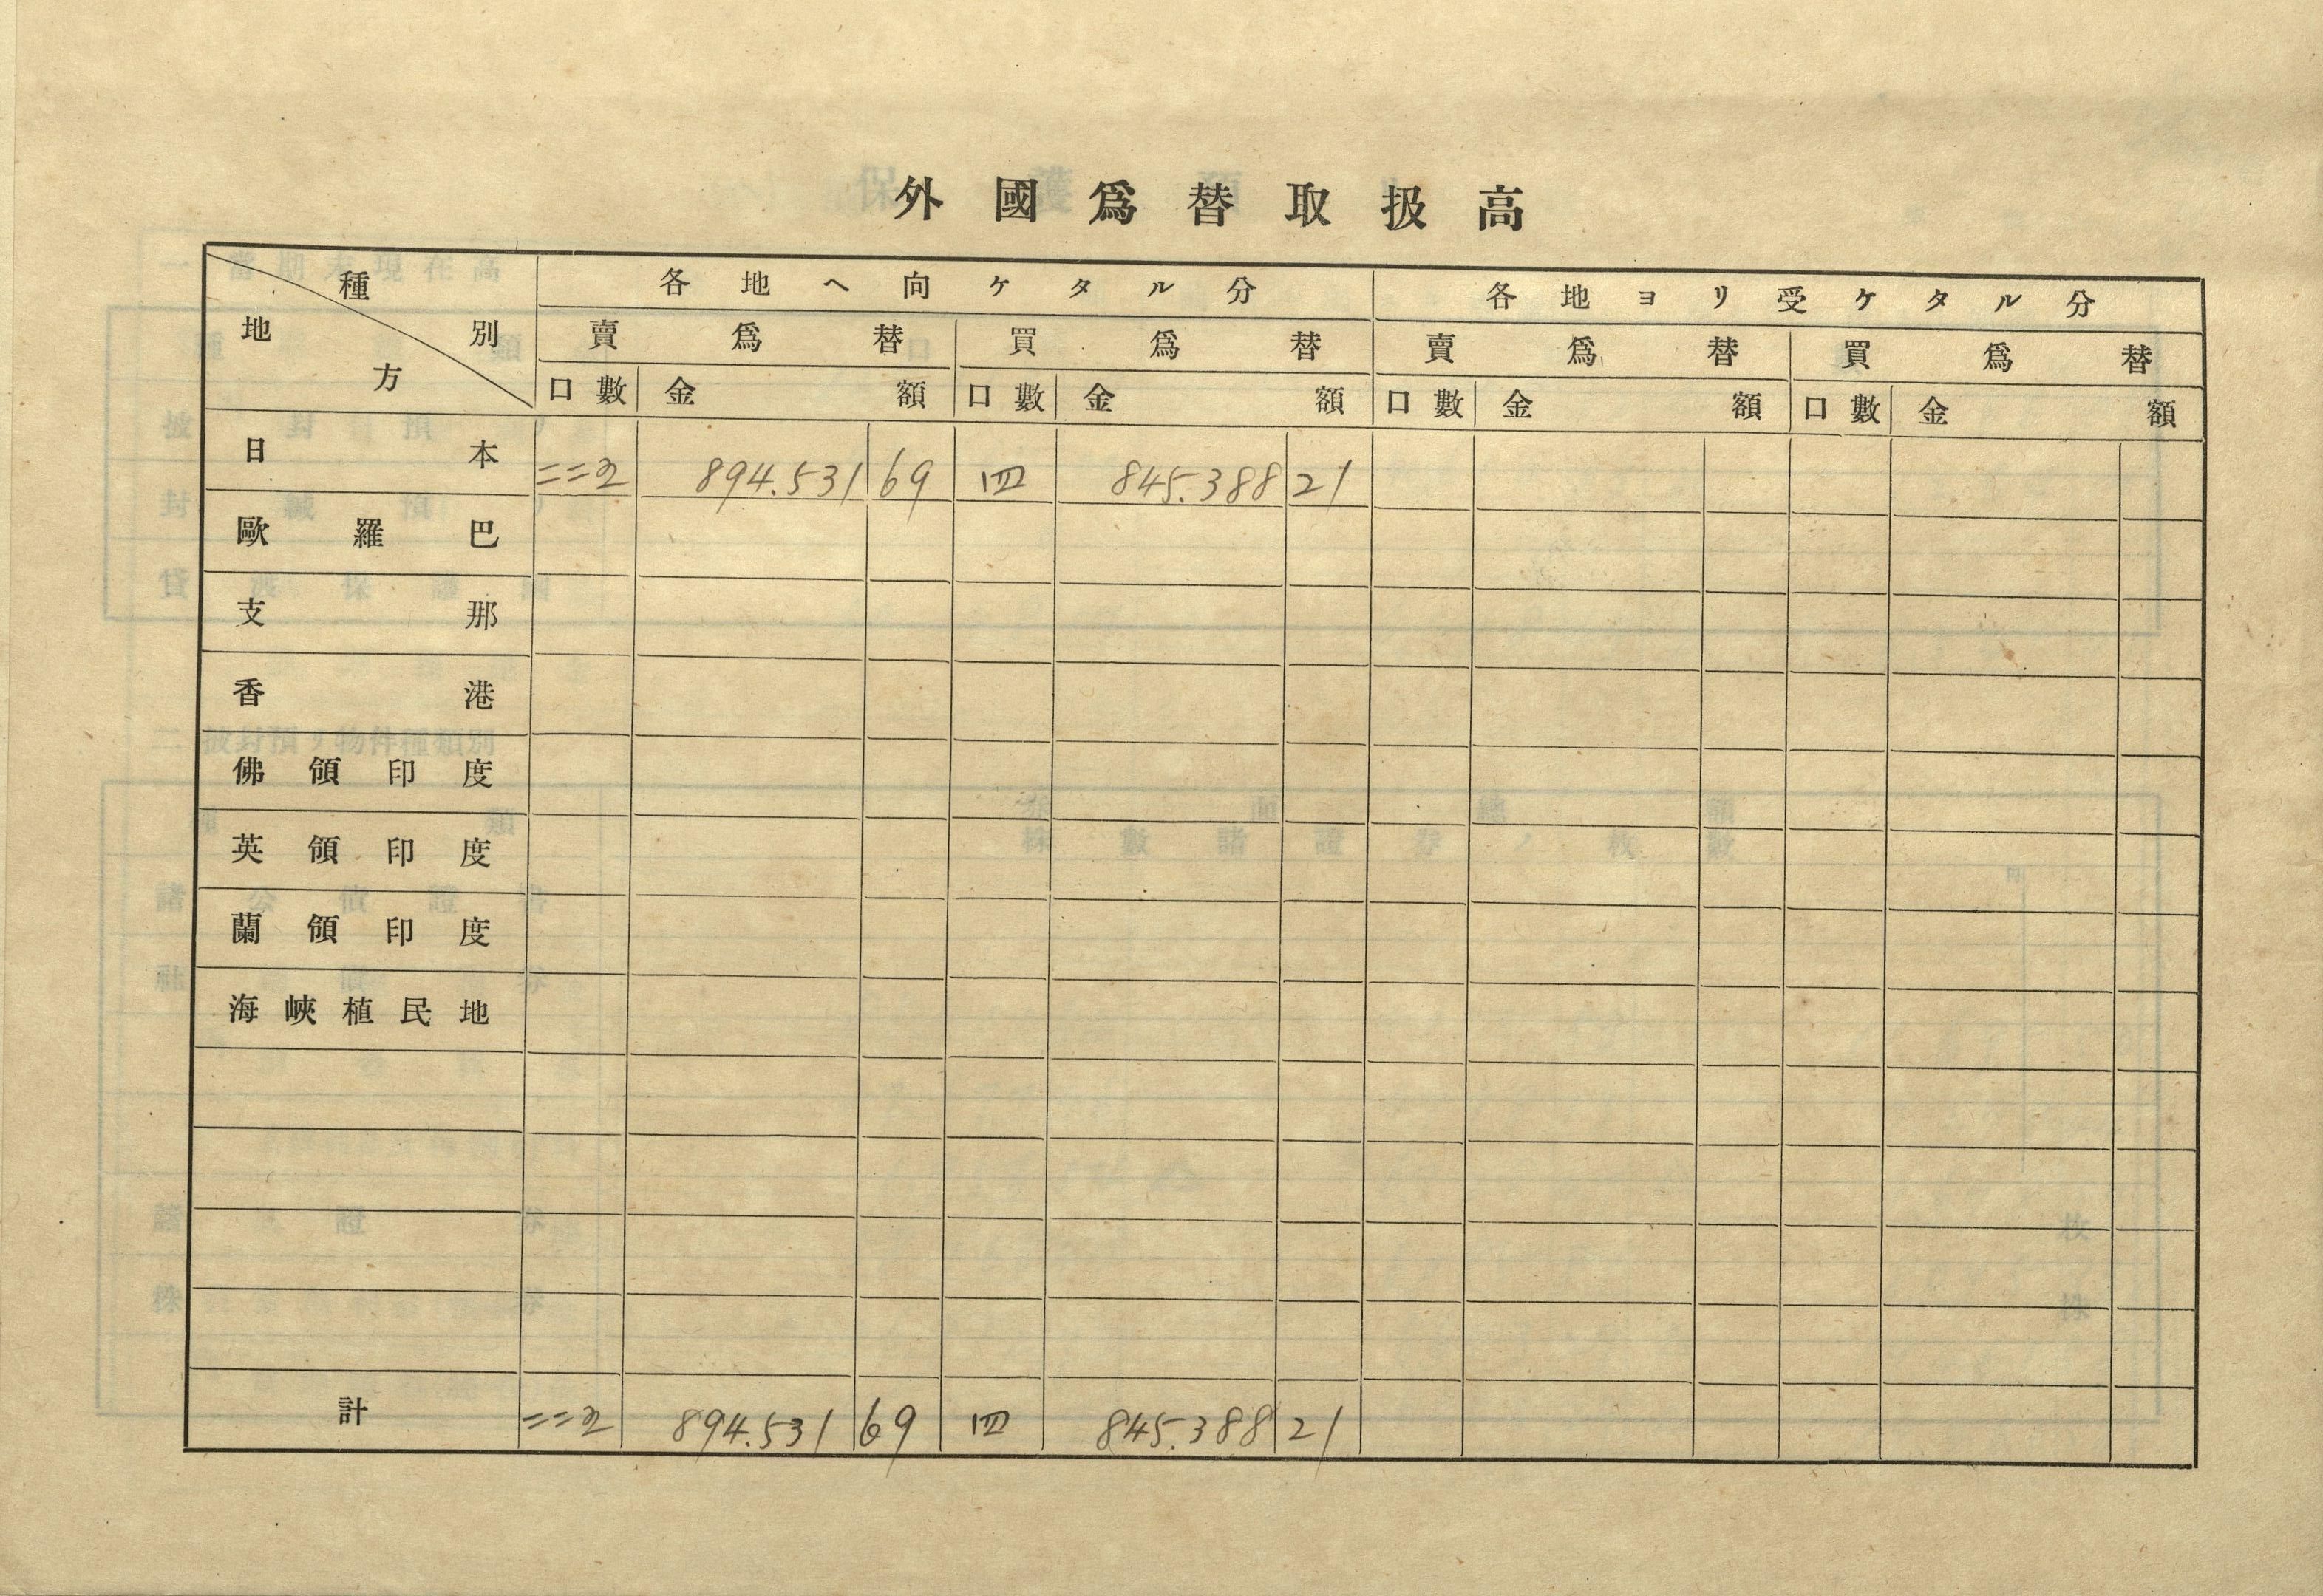 外國爲替取扱高
種別 地方 各地ヘ向ケタル分 各地ヨリ受ケタル分
賣爲替 買爲替 賣爲替 買爲替
口數 金額 口數 金額 口數 金額 口數 金額
日本 894.531 69 四 845.388 21
歐羅巴
支那
香港
佛領印度
英領印度
蘭領印度
海峽植民地
計 894.531 69 四 845.388 21